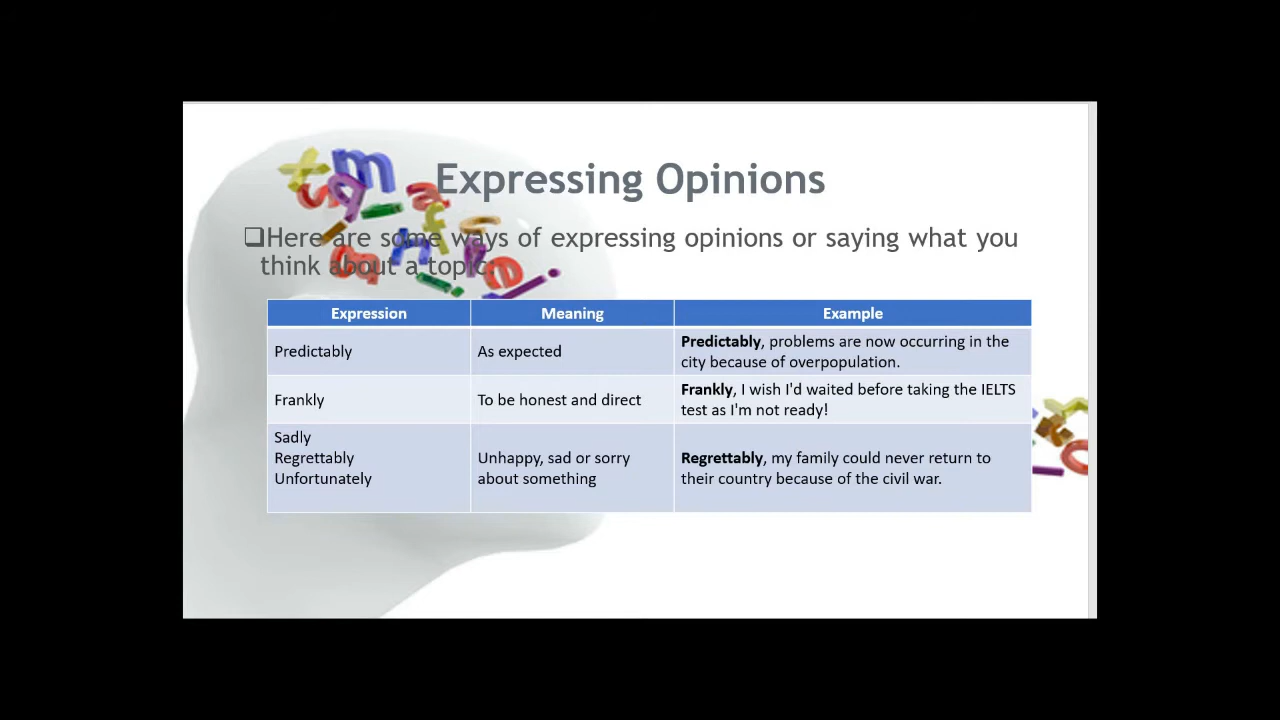 Expressing Opinions
❑Here are some ways of expressing opinions or saying what you
think about a topic:
Expression Meaning Example
Predictably As expected Predictably, problems are now occurring in the
city because of overpopulation.
Frankly To be honest and direct Frankly, I wish I'd waited before taking the IELTS
test as I'm not ready!
Sadly
Regrettably Unhappy, sad or sorry Regrettably, my family could never return to
Unfortunately about something their country because of the civil war.